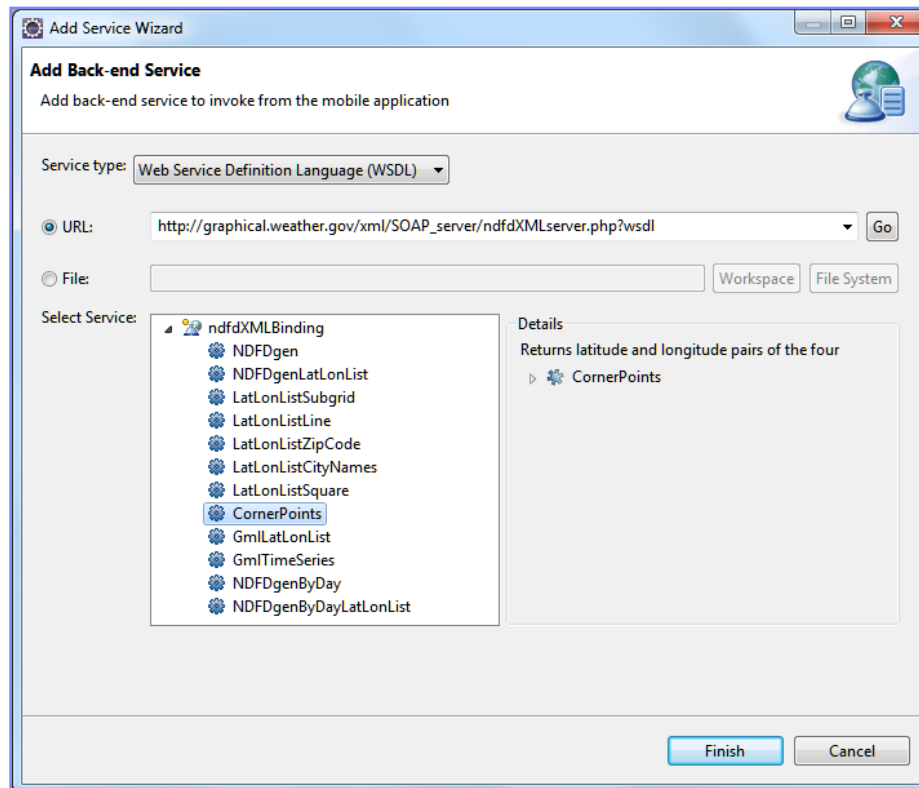 Add Service Wizard
Add Back-end Service
Add back-end service to invoke from the mobile application
Service type: Web Service Definition Language (WSDL)
URL: http://graphical.weather.gov/xml/SOAP_server/ndfdXMLserver.php?wsdl Go
File: Workspace File System
Select Service:
ndfdXMLBinding
NDFDgen
NDFDgenLatLonList
LatLonListSubgrid
LatLonListLine
LatLonListZipCode
LatLonListCityNames
LatLonListSquare
CornerPoints
GmlLatLonList
GmlTimeSeries
NDFDgenByDay
NDFDgenByDayLatLonList
Details
Returns latitude and longitude pairs of the four
CornerPoints
Finish Cancel